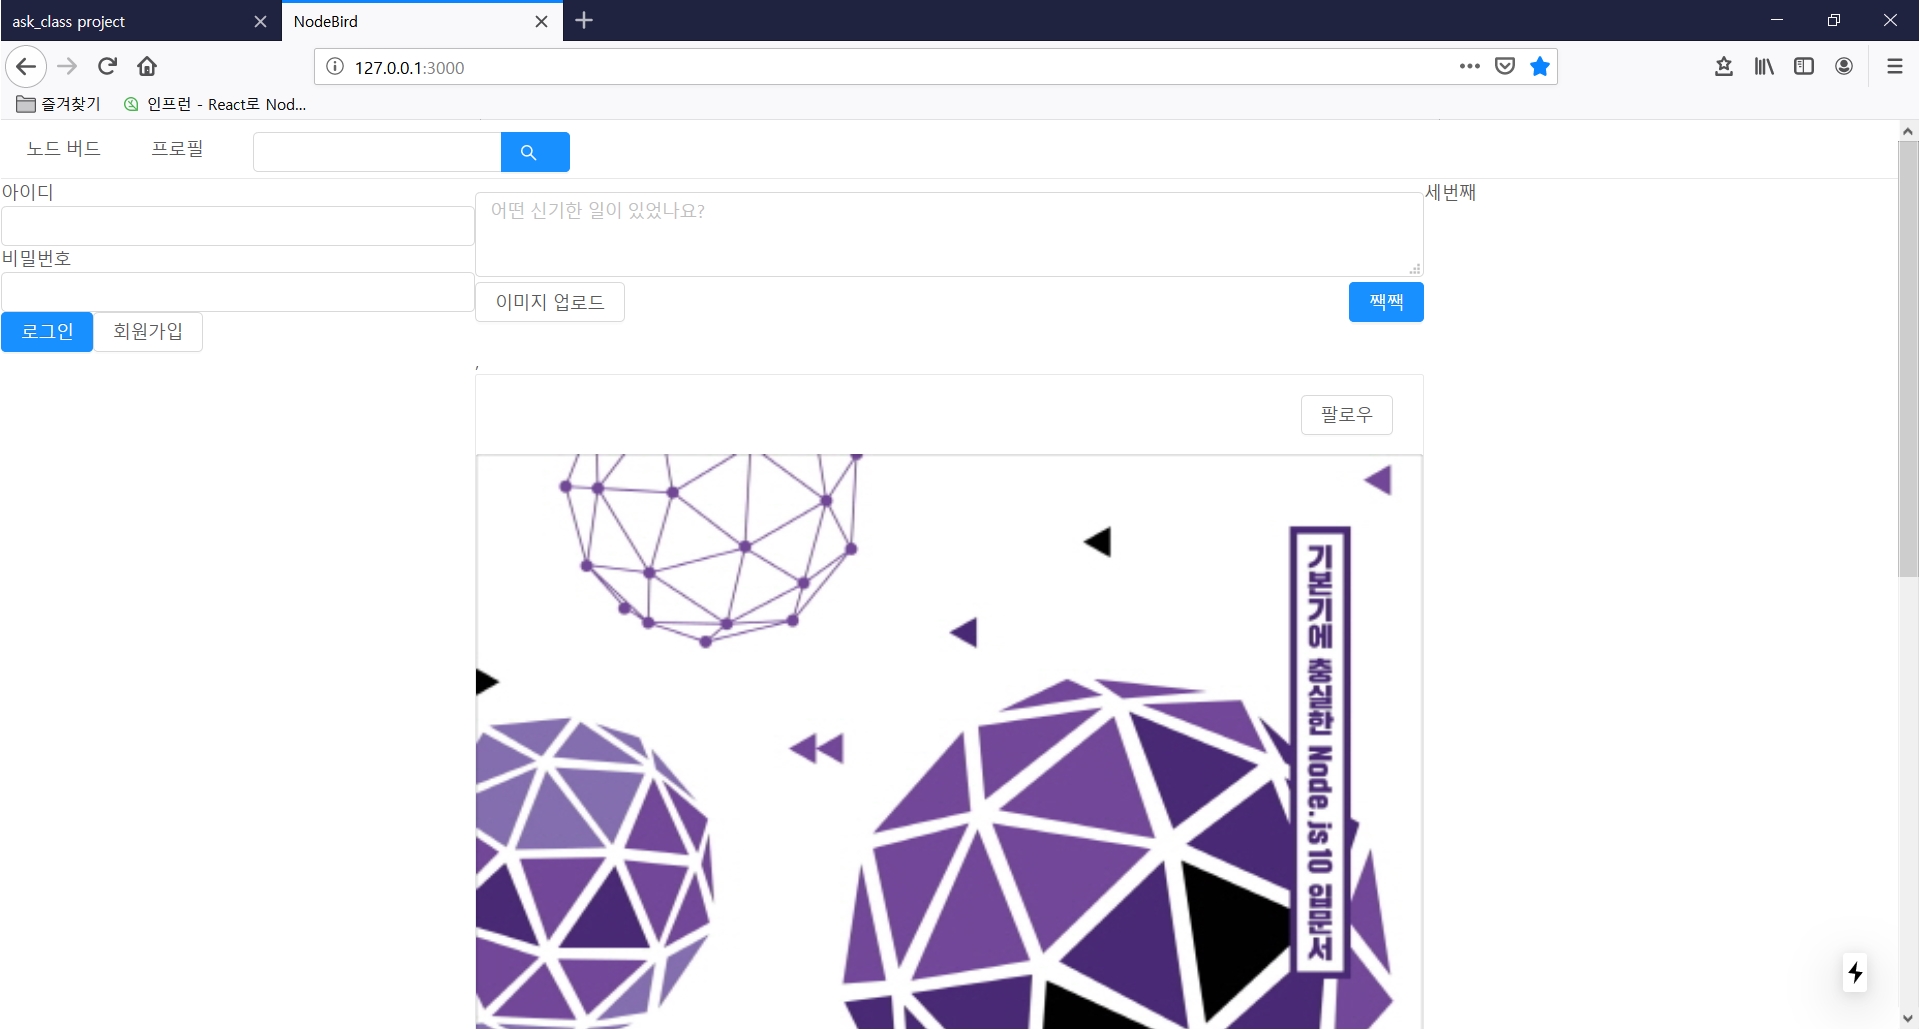 ask_class project
NodeBird
127.0.0.1:3000
즐겨찾기
인프런 - React로 Nod...
노드 버드
프로필
아이디
어떤 신기한 일이 있었나요?
세번째
비밀번호
이미지 업로드
짹짹
로그인
회원가입
,
팔로우
기본기에 충실한 Node.js10 입문서